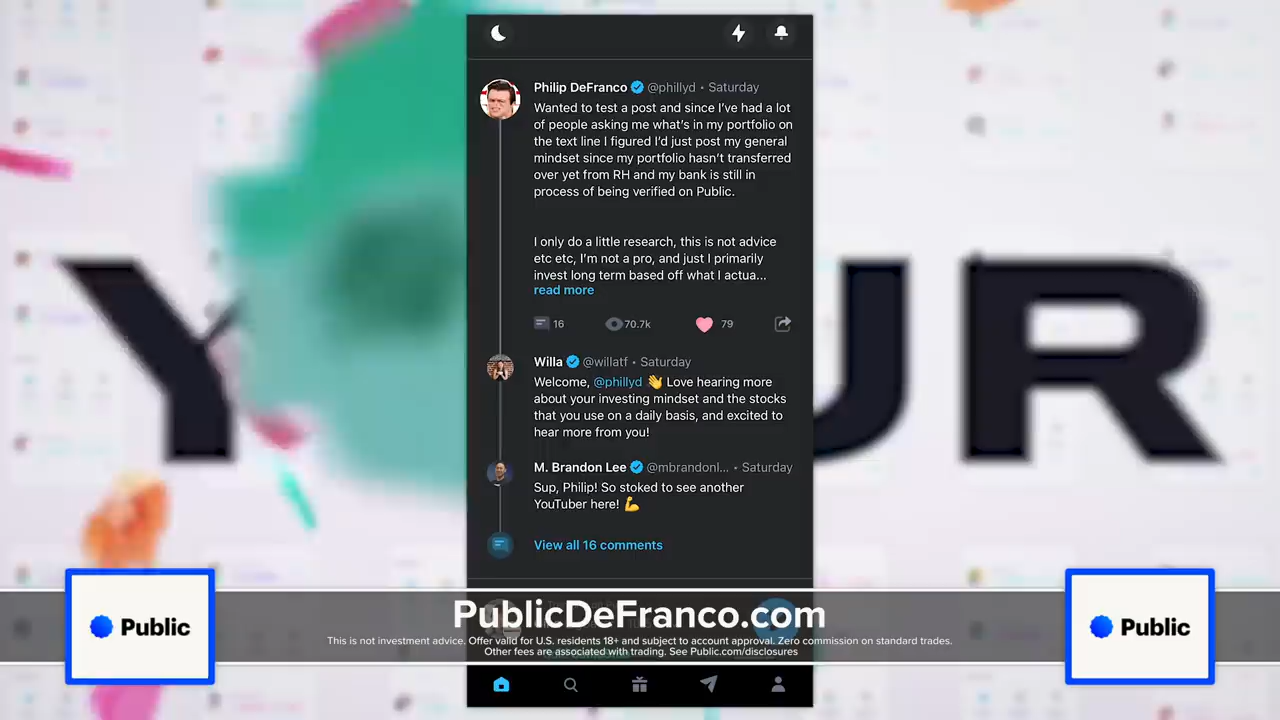 Philip DeFranco @phillyd • Saturday
Wanted to test a post and since I've had a lot
of people asking me what's in my portfolio on
the text line I figured I'd just post my general
mindset since my portfolio hasn't transferred
over yet from RH and my bank is still in
process of being verified on Public.
I only do a little research, this is not advice
etc etc, I'm not a pro, and just I primarily
invest long term based off what I actua...
read more
16 70.7k 79
Willa @willatf • Saturday
Welcome, @phillyd 👋 Love hearing more
about your investing mindset and the stocks
that you use on a daily basis, and excited to
hear more from you!
M. Brandon Lee @mbrandonl... • Saturday
Sup, Philip! So stoked to see another
YouTuber here! 💪
View all 16 comments
Y UR
PublicDeFranco.com
This is not investment advice. Offer valid for U.S. residents 18+ and subject to account approval. Zero commission on standard trades.
Other fees are associated with trading. See Public.com/disclosures
Public
Public